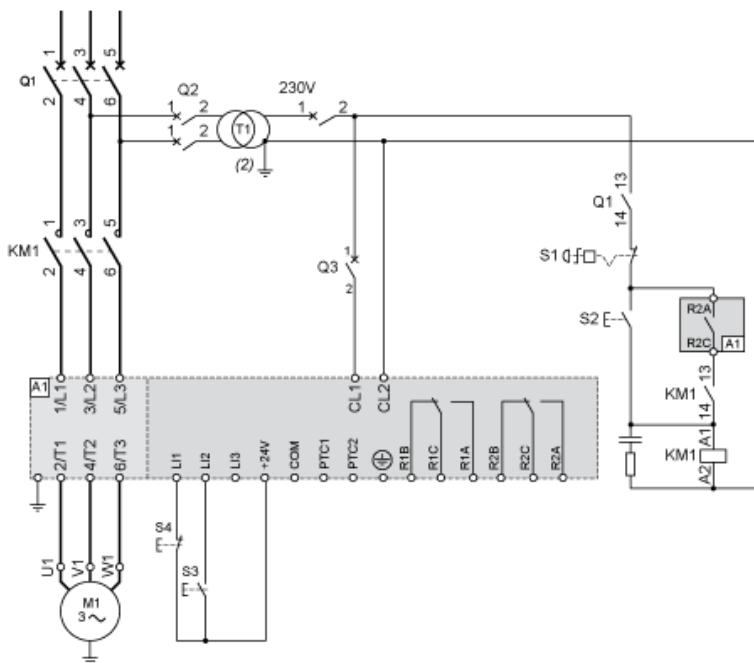 1 3 5
Q1
2 4 6
Q2
1 2
1 2
T1
(2)
230V
1 2
13
Q1
14
1 3 5
KM1
2 4 6
1
Q3
2
S1
S2
R2A
R2C
A1
13
KM1
14
A1
KM1
A2
A1
1/L1 3/L2 5/L3
CL1 CL2
2/T1 4/T2 6/T3
LI1 LI2 LI3 +24V COM PTC1 PTC2 R1B R1C R1A R2B R2C R2A
S4
S3
U1 V1 W1
M1
3